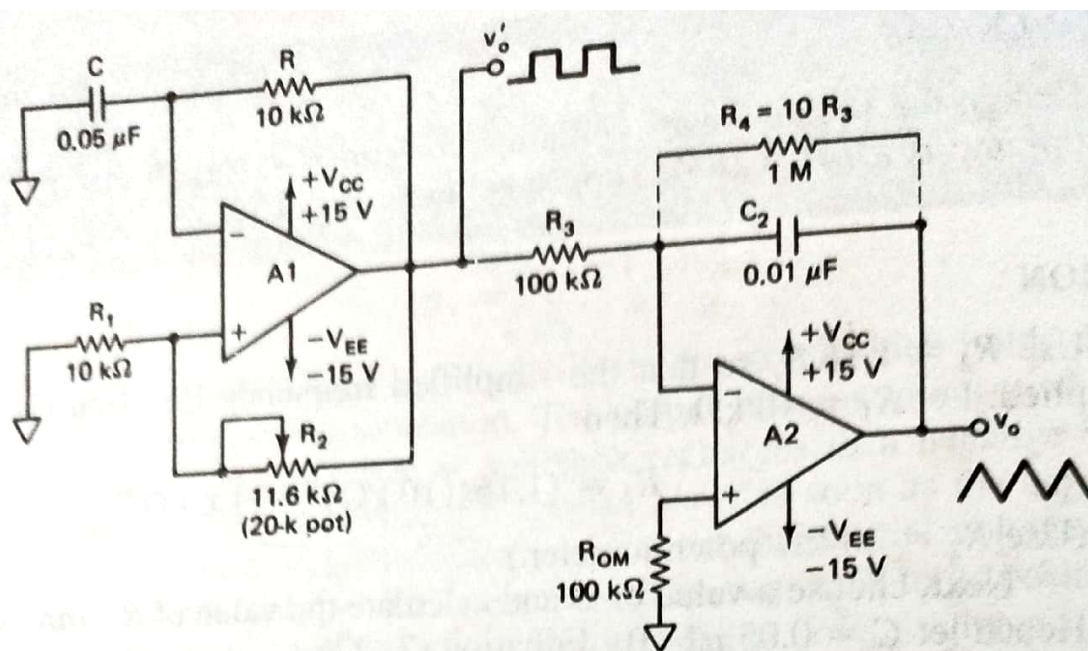 C
0.05 μF
R
10 kΩ
v'o
R4 = 10 R3
1 M
+VCC
+15 V
A1
−
+
−VEE
−15 V
R1
10 kΩ
R2
11.6 kΩ
(20-k pot)
R3
100 kΩ
C2
0.01 μF
+VCC
+15 V
A2
−
+
vo
−VEE
−15 V
ROM
100 kΩ